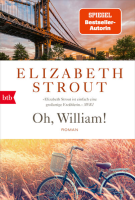 SPIEGEL
Bestseller-
Autorin
ELIZABETH
STROUT
btb
»Elizabeth Strout ist einfach eine
großartige Erzählerin.« SPIEGEL
Oh, William!
ROMAN